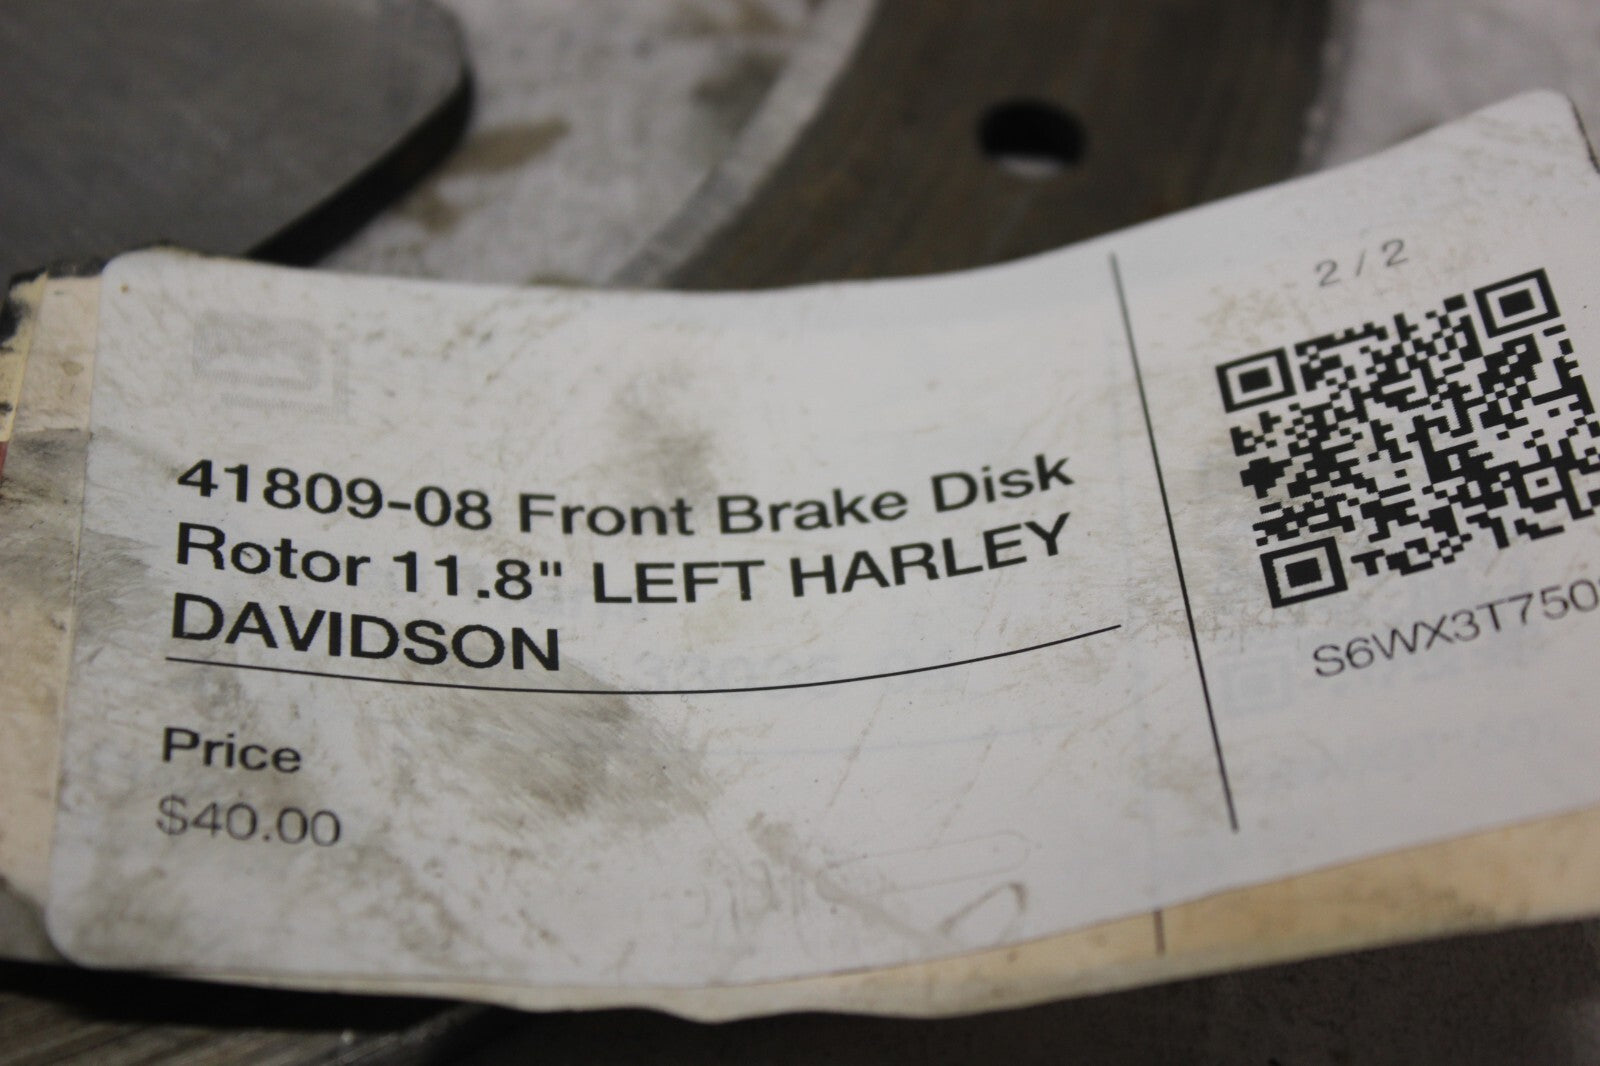 41809-08 Front Brake Disk
Rotor 11.8" LEFT HARLEY
DAVIDSON
Price
$40.00
2 / 2
S6WX3T750